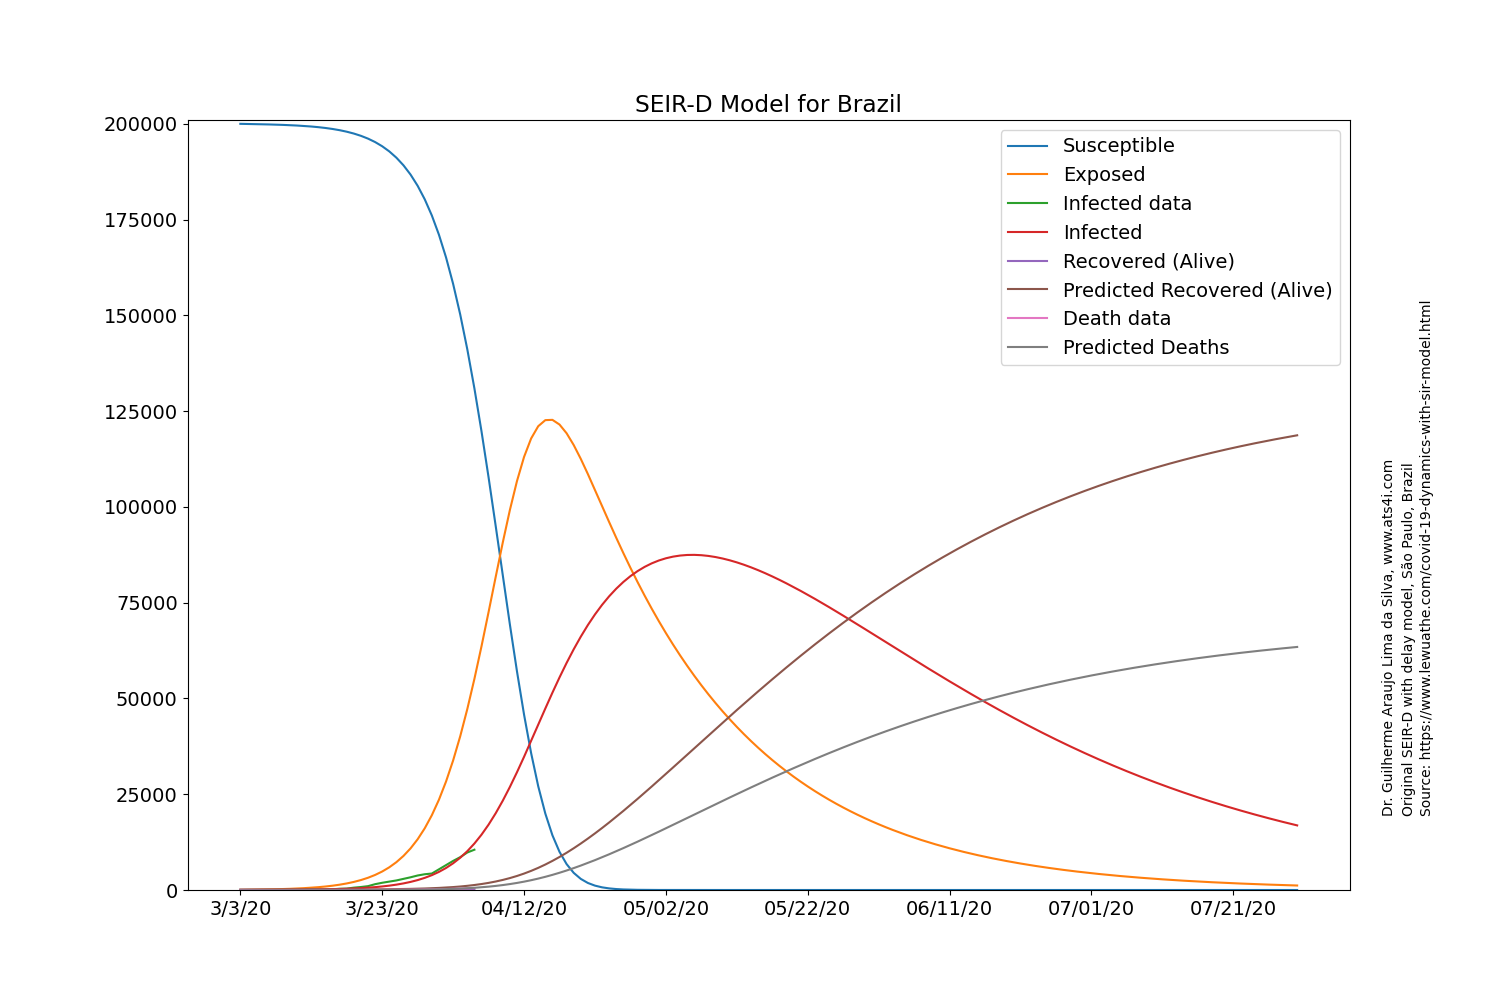 SEIR-D Model for Brazil
200000
175000
150000
125000
100000
75000
50000
25000
0
3/3/20
3/23/20
04/12/20
05/02/20
05/22/20
06/11/20
07/01/20
07/21/20
Susceptible
Exposed
Infected data
Infected
Recovered (Alive)
Predicted Recovered (Alive)
Death data
Predicted Deaths
Dr. Guilherme Araujo Lima da Silva, www.ats4i.com
Original SEIR-D with delay model, São Paulo, Brazil
Source: https://www.lewuathe.com/covid-19-dynamics-with-sir-model.html